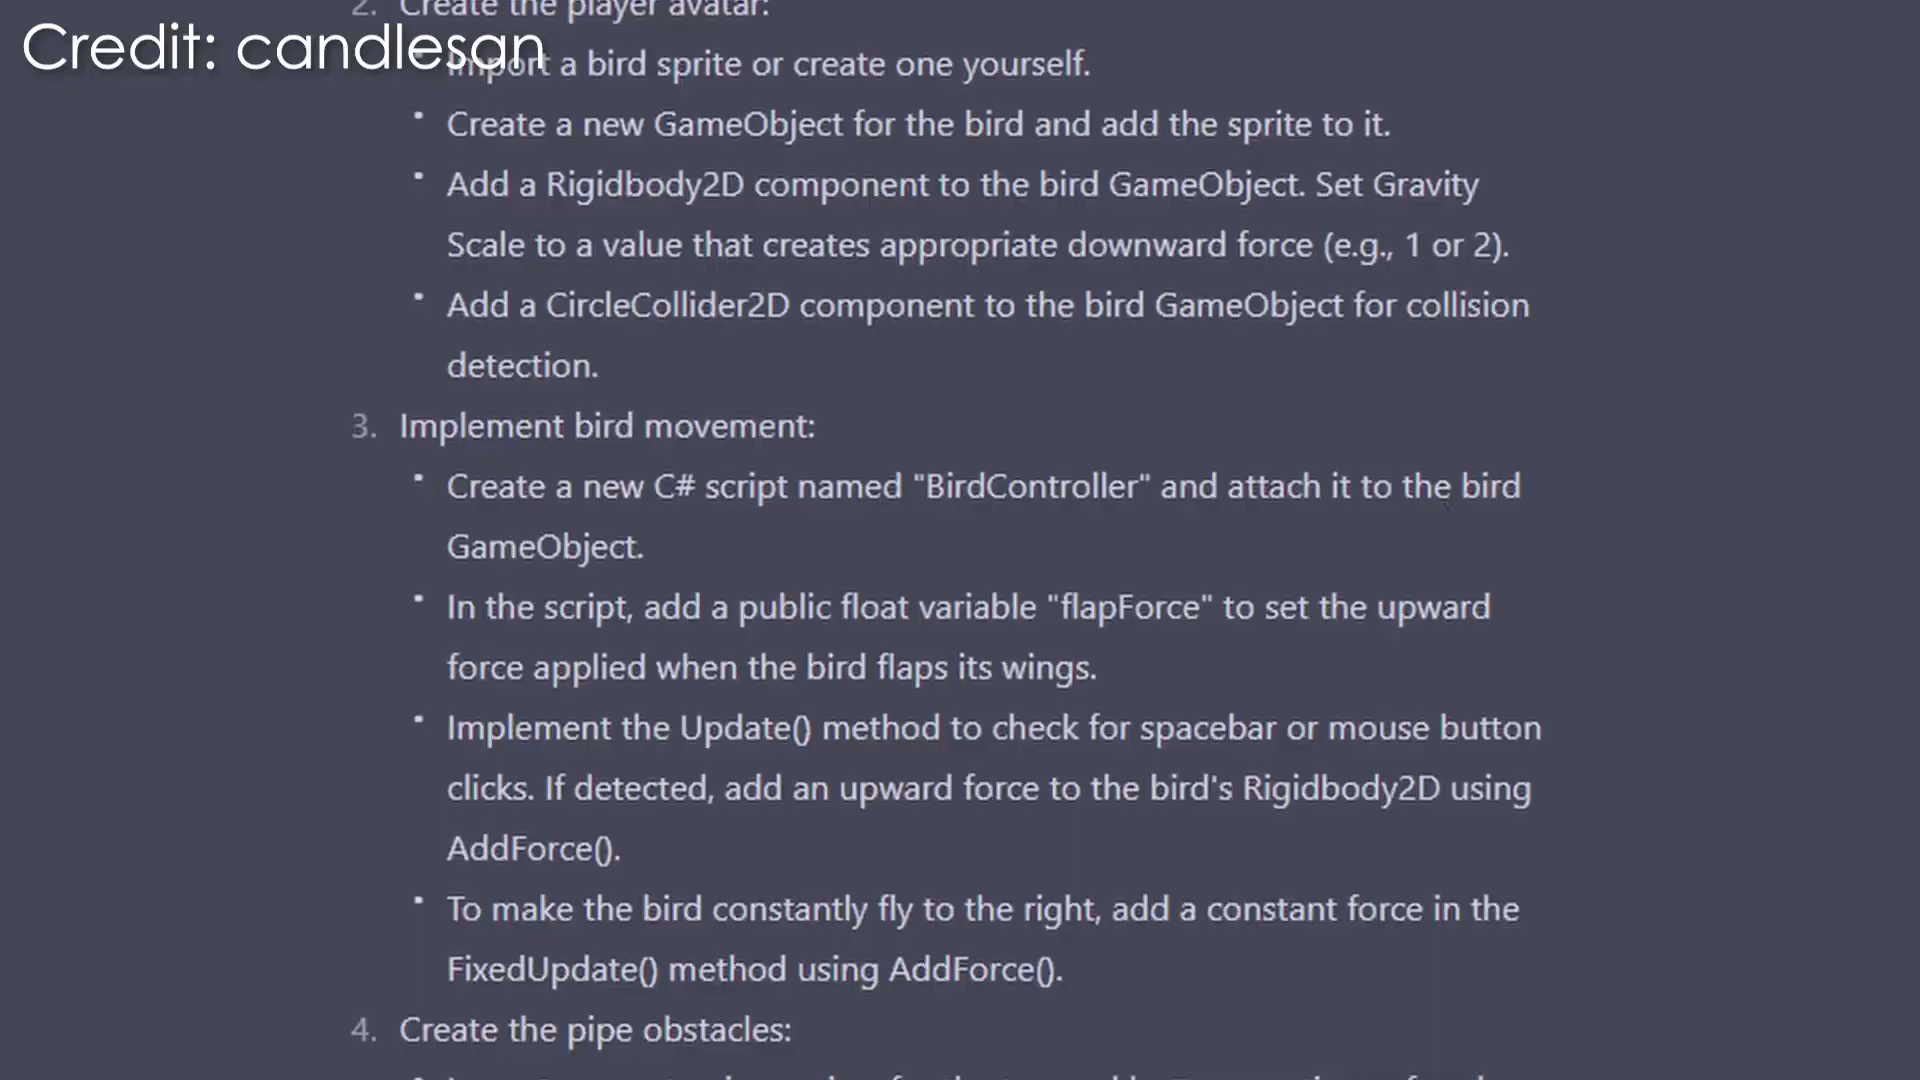 2. Create the player avatar:
Credit: candlesan
Import a bird sprite or create one yourself.
• Create a new GameObject for the bird and add the sprite to it.
• Add a Rigidbody2D component to the bird GameObject. Set Gravity
Scale to a value that creates appropriate downward force (e.g., 1 or 2).
• Add a CircleCollider2D component to the bird GameObject for collision
detection.
3. Implement bird movement:
• Create a new C# script named "BirdController" and attach it to the bird
GameObject.
• In the script, add a public float variable "flapForce" to set the upward
force applied when the bird flaps its wings.
• Implement the Update() method to check for spacebar or mouse button
clicks. If detected, add an upward force to the bird's Rigidbody2D using
AddForce().
• To make the bird constantly fly to the right, add a constant force in the
FixedUpdate() method using AddForce().
4. Create the pipe obstacles: